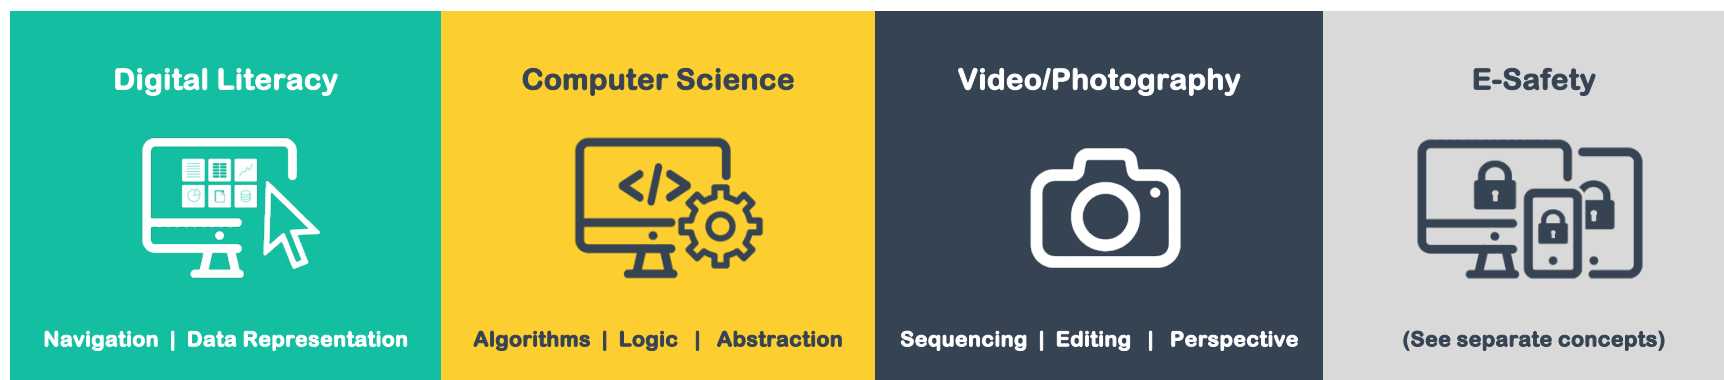 Digital Literacy
Computer Science
Video/Photography
E-Safety
</>
Navigation | Data Representation
Algorithms | Logic | Abstraction
Sequencing | Editing | Perspective
(See separate concepts)